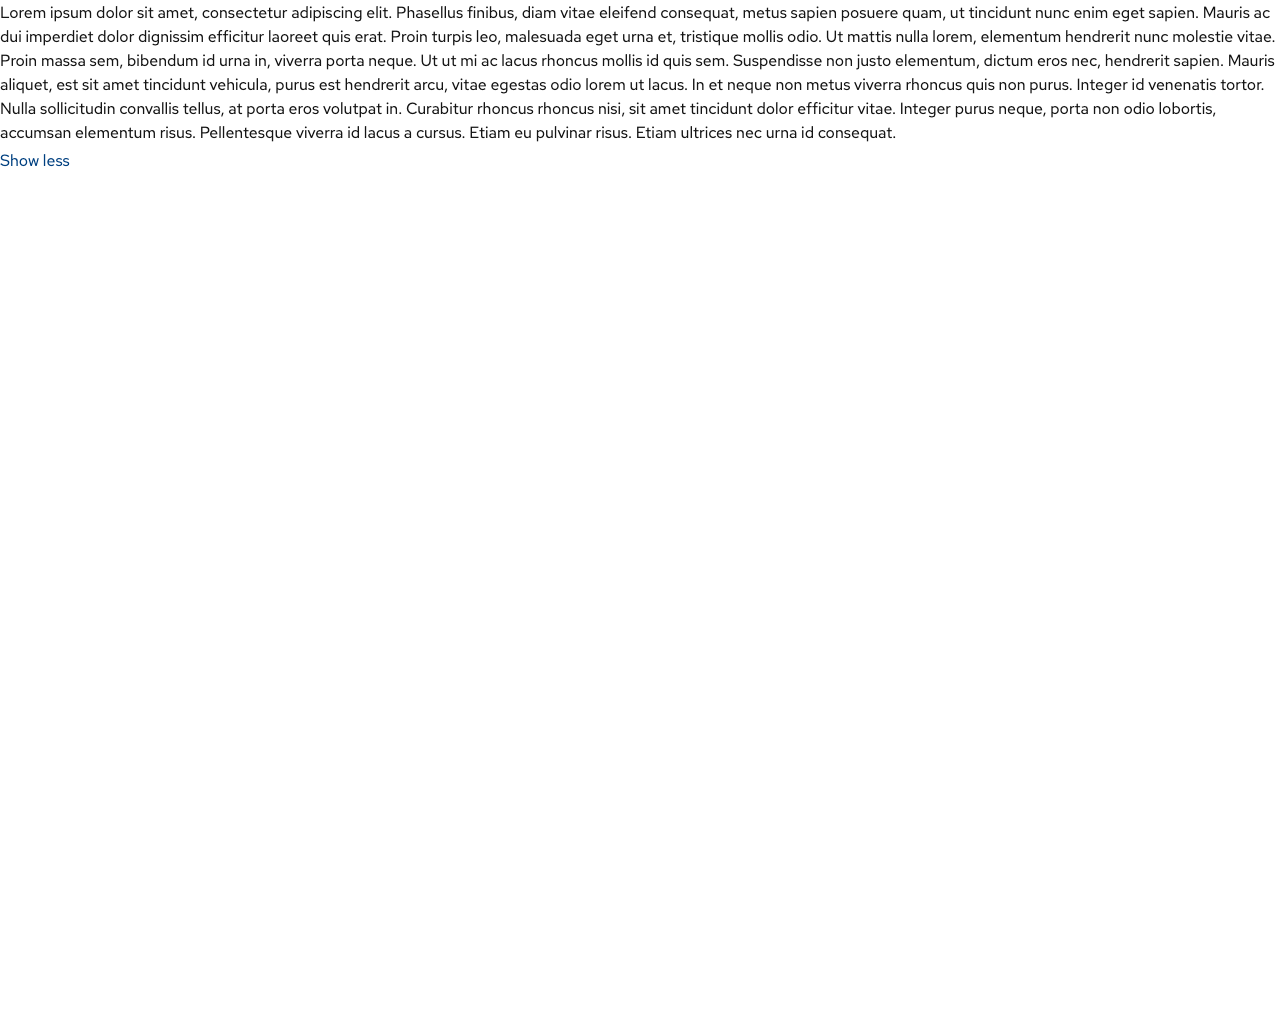 Lorem ipsum dolor sit amet, consectetur adipiscing elit. Phasellus finibus, diam vitae eleifend consequat, metus sapien posuere quam, ut tincidunt nunc enim eget sapien. Mauris ac
dui imperdiet dolor dignissim efficitur laoreet quis erat. Proin turpis leo, malesuada eget urna et, tristique mollis odio. Ut mattis nulla lorem, elementum hendrerit nunc molestie vitae.
Proin massa sem, bibendum id urna in, viverra porta neque. Ut ut mi ac lacus rhoncus mollis id quis sem. Suspendisse non justo elementum, dictum eros nec, hendrerit sapien. Mauris
aliquet, est sit amet tincidunt vehicula, purus est hendrerit arcu, vitae egestas odio lorem ut lacus. In et neque non metus viverra rhoncus quis non purus. Integer id venenatis tortor.
Nulla sollicitudin convallis tellus, at porta eros volutpat in. Curabitur rhoncus rhoncus nisi, sit amet tincidunt dolor efficitur vitae. Integer purus neque, porta non odio lobortis,
accumsan elementum risus. Pellentesque viverra id lacus a cursus. Etiam eu pulvinar risus. Etiam ultrices nec urna id consequat.
Show less